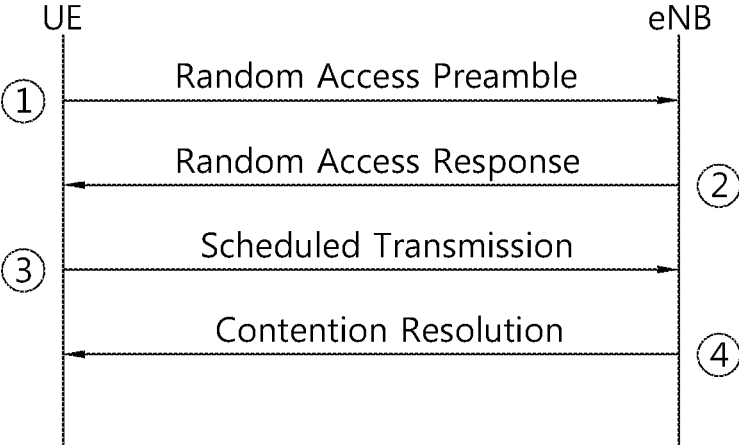 UE eNB
Random Access Preamble
①
Random Access Response
②
Scheduled Transmission
③
Contention Resolution
④